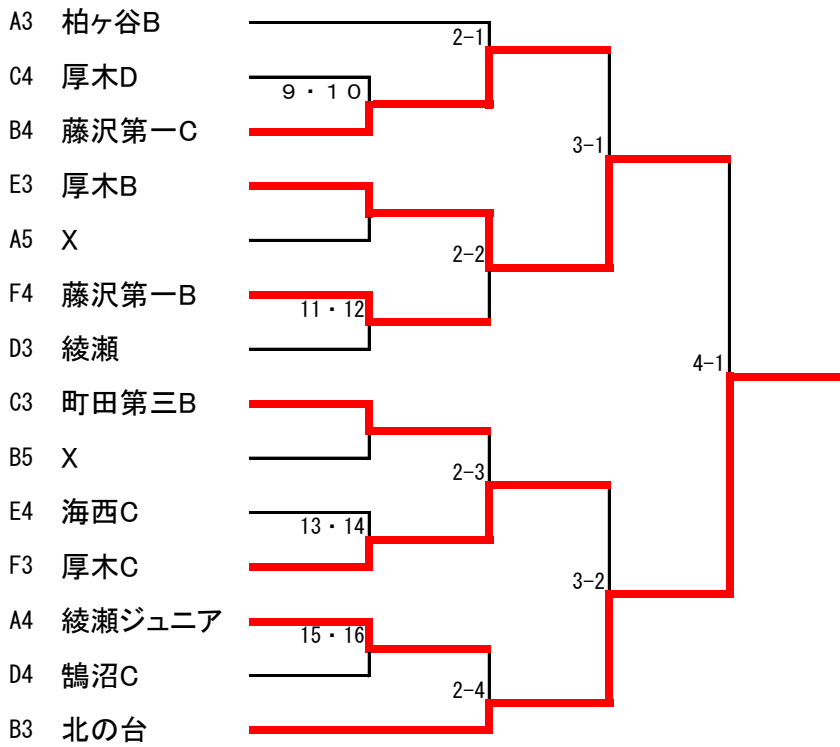 A3 柏ヶ谷B
2-1
C4 厚木D
9・10
B4 藤沢第一C
3-1
E3 厚木B
A5 X
2-2
F4 藤沢第一B
11・12
D3 綾瀬
4-1
C3 町田第三B
B5 X
2-3
E4 海西C
13・14
F3 厚木C
3-2
A4 綾瀬ジュニア
15・16
D4 鵠沼C
2-4
B3 北の台